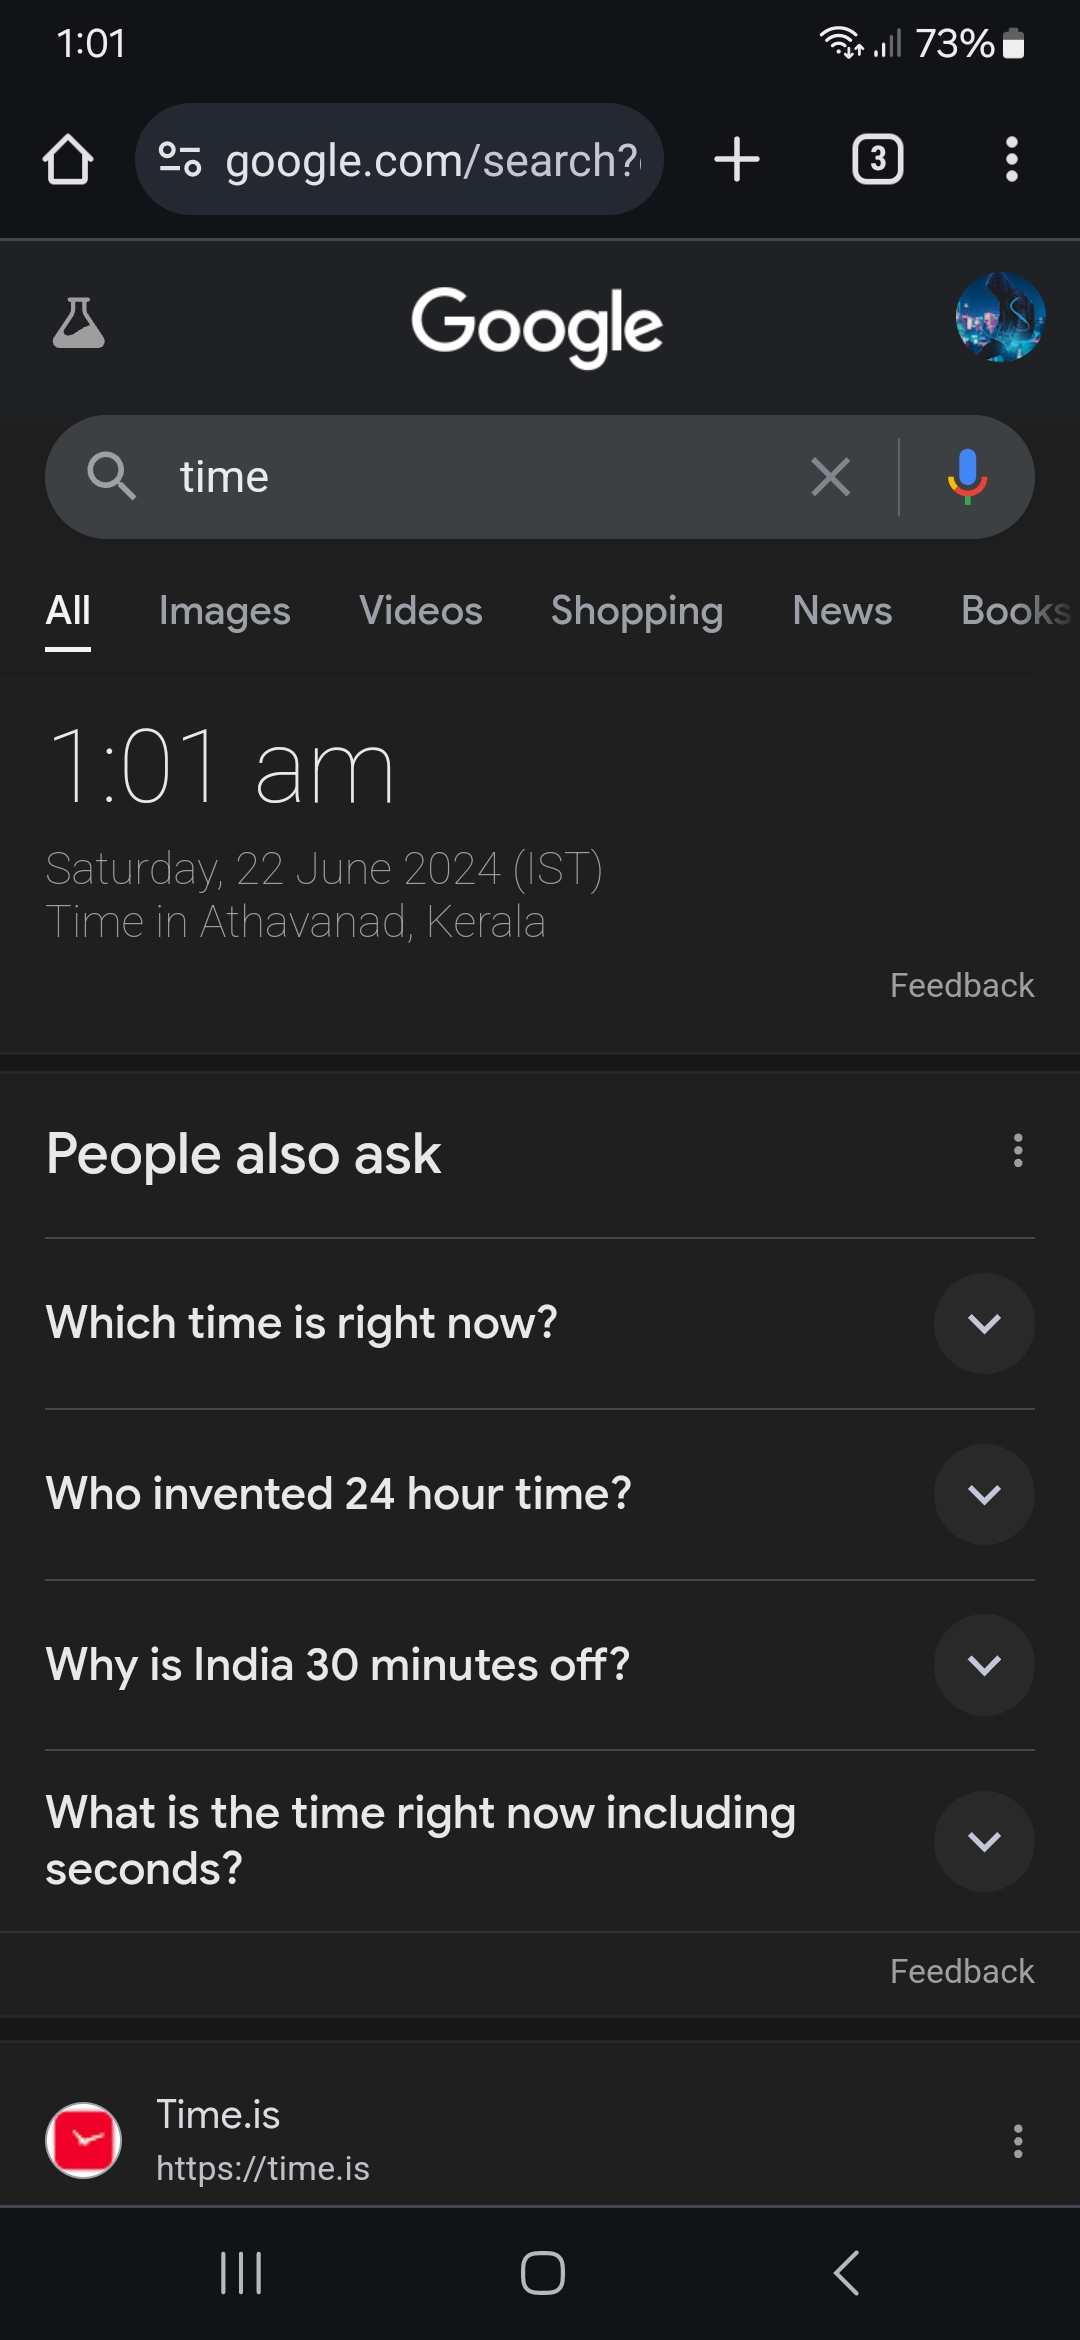 1:01
73%
google.com/search?
3
Google
time
All Images Videos Shopping News Books
1:01 am
Saturday, 22 June 2024 (IST)
Time in Athavanad, Kerala
Feedback
People also ask
Which time is right now?
Who invented 24 hour time?
Why is India 30 minutes off?
What is the time right now including
seconds?
Feedback
Time.is
https://time.is